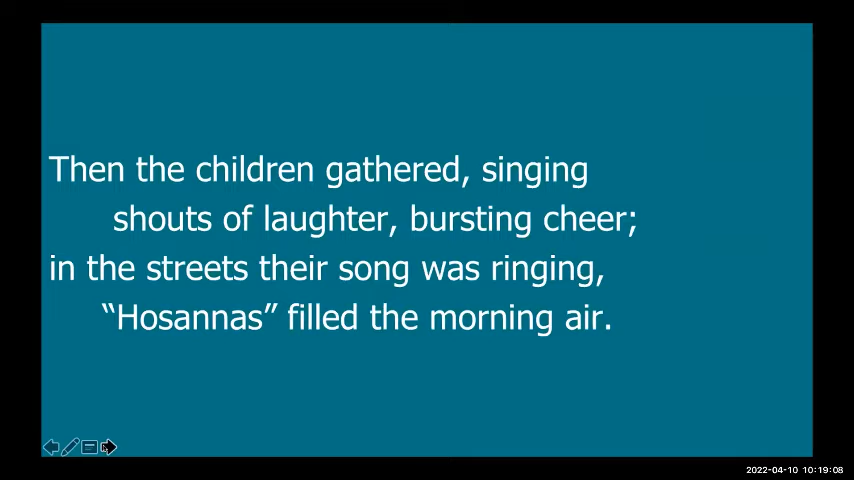 Then the children gathered, singing
shouts of laughter, bursting cheer;
in the streets their song was ringing,
“Hosannas” filled the morning air.
2022-04-10 10:19:08